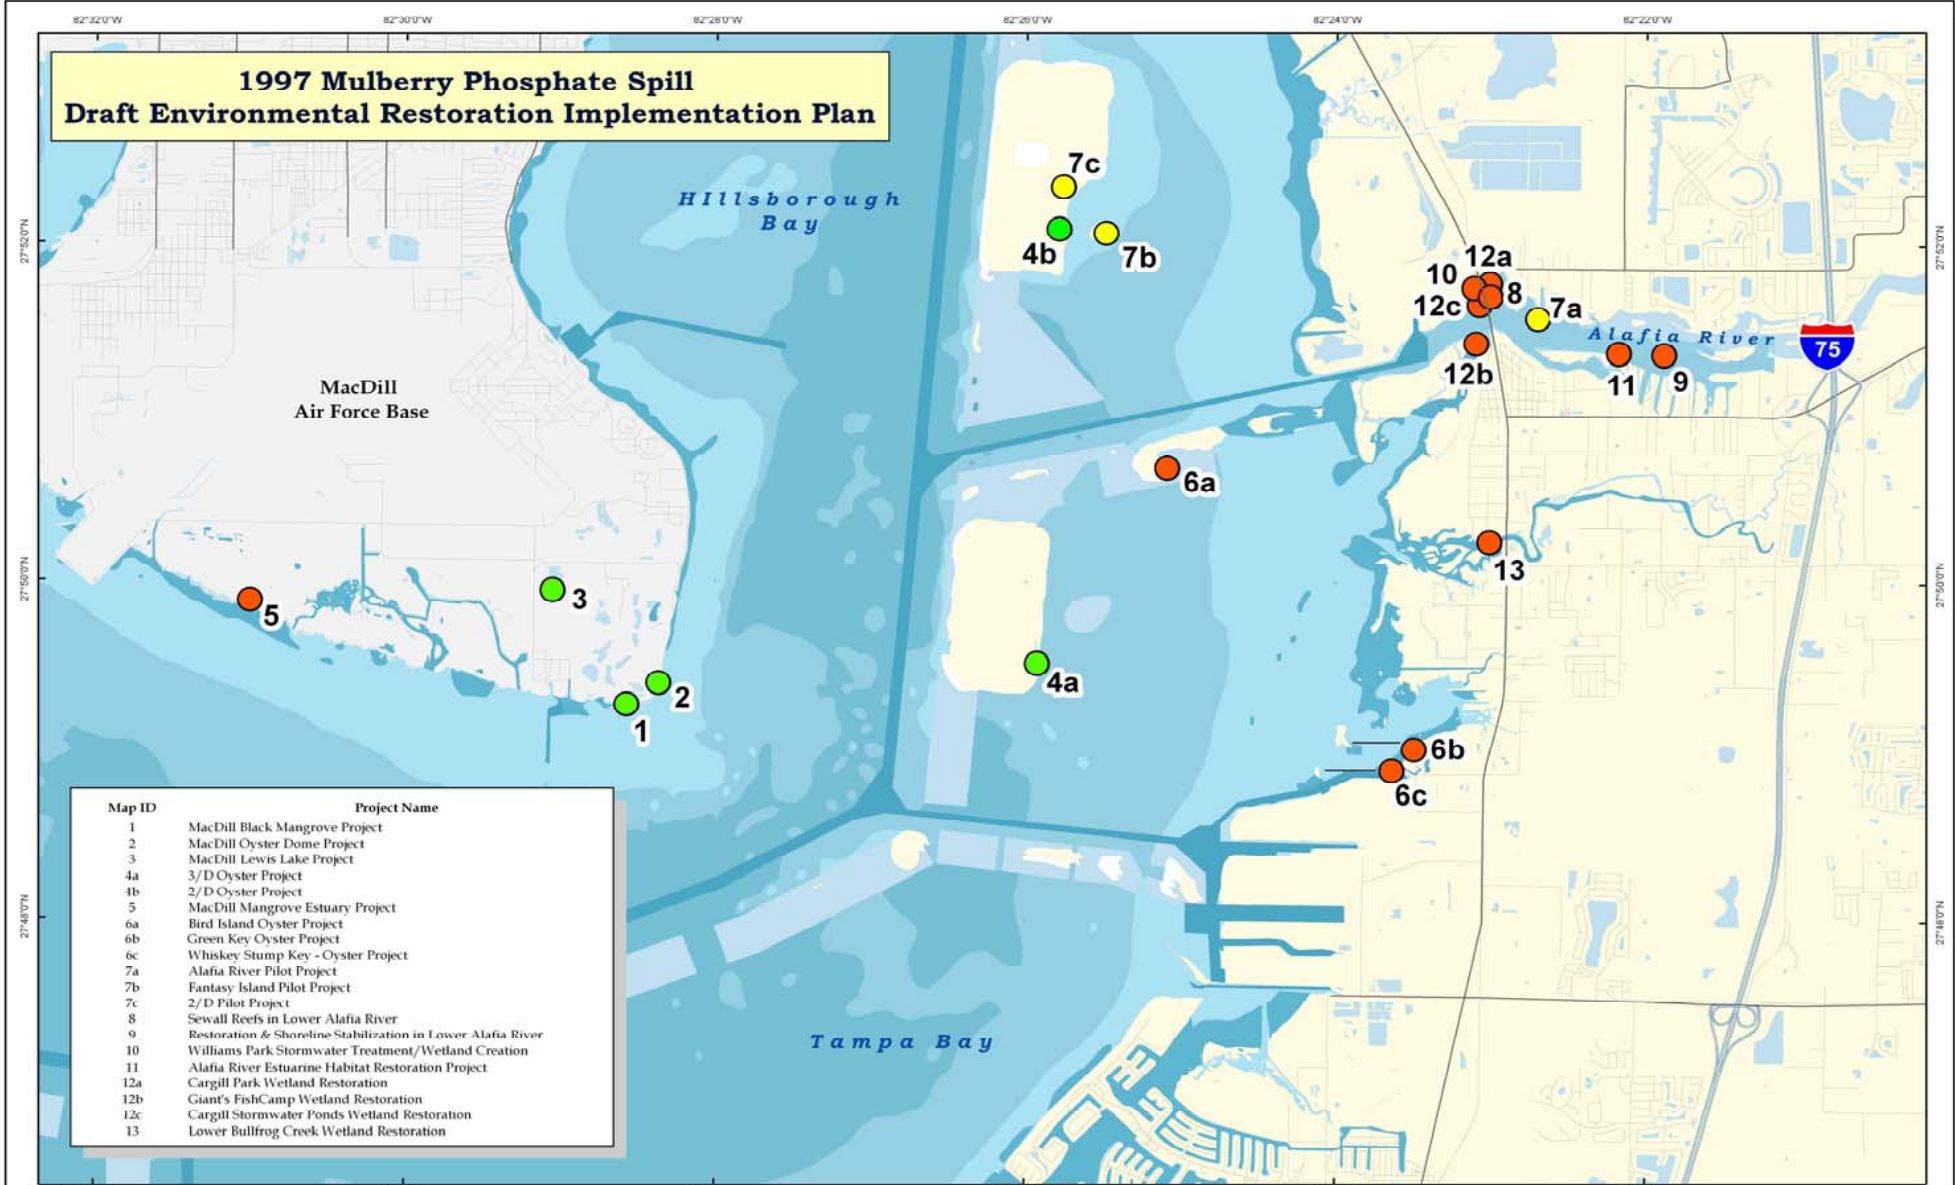 82°32'0"W
82°30'0"W
82°28'0"W
82°26'0"W
82°24'0"W
82°22'0"W
1997 Mulberry Phosphate Spill
Draft Environmental Restoration Implementation Plan
HIllsborough
Bay
7c
4b
7b
27°52'0"N
27°52'0"N
12a
10
8
12c
7a
Alafia River
75
12b
11
9
MacDill
Air Force Base
6a
13
27°50'0"N
27°50'0"N
5
3
2
1
4a
6b
6c
27°48'0"N
27°48'0"N
Tampa Bay
Map ID Project Name
1 MacDill Black Mangrove Project
2 MacDill Oyster Dome Project
3 MacDill Lewis Lake Project
4a 3/D Oyster Project
4b 2/D Oyster Project
5 MacDill Mangrove Estuary Project
6a Bird Island Oyster Project
6b Green Key Oyster Project
6c Whiskey Stump Key - Oyster Project
7a Alafia River Pilot Project
7b Fantasy Island Pilot Project
7c 2/D Pilot Project
8 Sewall Reefs in Lower Alafia River
9 Restoration & Shoreline Stabilization in Lower Alafia River
10 Williams Park Stormwater Treatment/Wetland Creation
11 Alafia River Estuarine Habitat Restoration Project
12a Cargill Park Wetland Restoration
12b Giant's FishCamp Wetland Restoration
12c Cargill Stormwater Ponds Wetland Restoration
13 Lower Bullfrog Creek Wetland Restoration